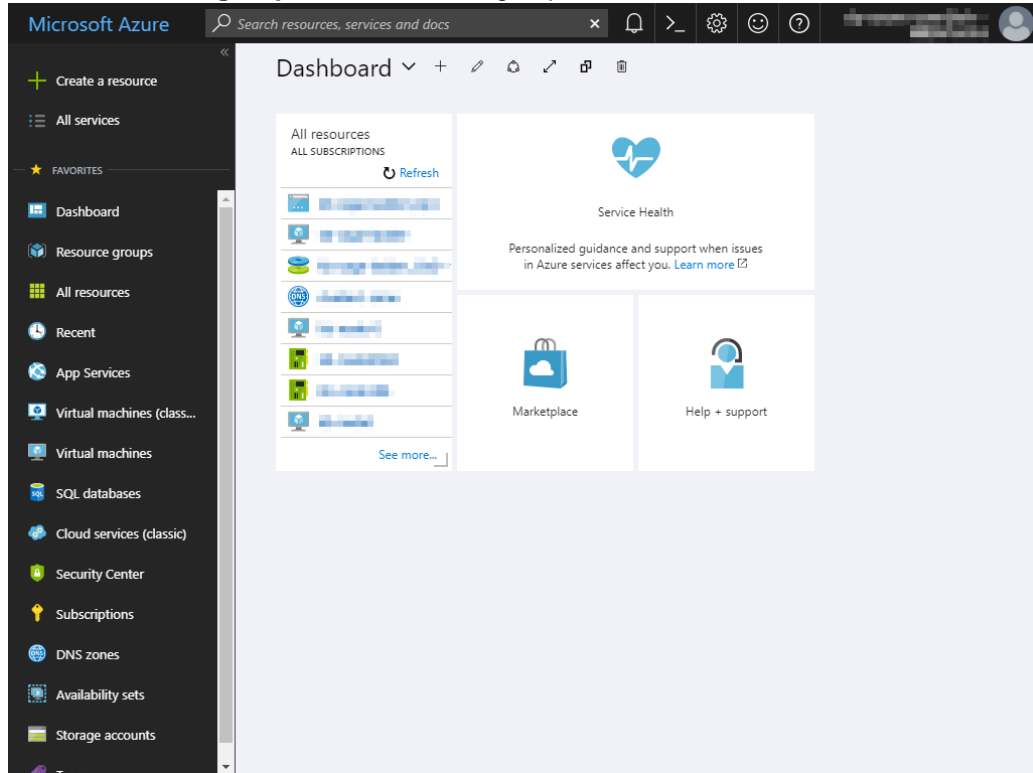 Microsoft Azure
Search resources, services and docs
Create a resource
All services
FAVORITES
Dashboard
Resource groups
All resources
Recent
App Services
Virtual machines (class...
Virtual machines
SQL databases
Cloud services (classic)
Security Center
Subscriptions
DNS zones
Availability sets
Storage accounts
Dashboard
All resources
ALL SUBSCRIPTIONS
Refresh
See more...
Service Health
Personalized guidance and support when issues
in Azure services affect you. Learn more
Marketplace
Help + support